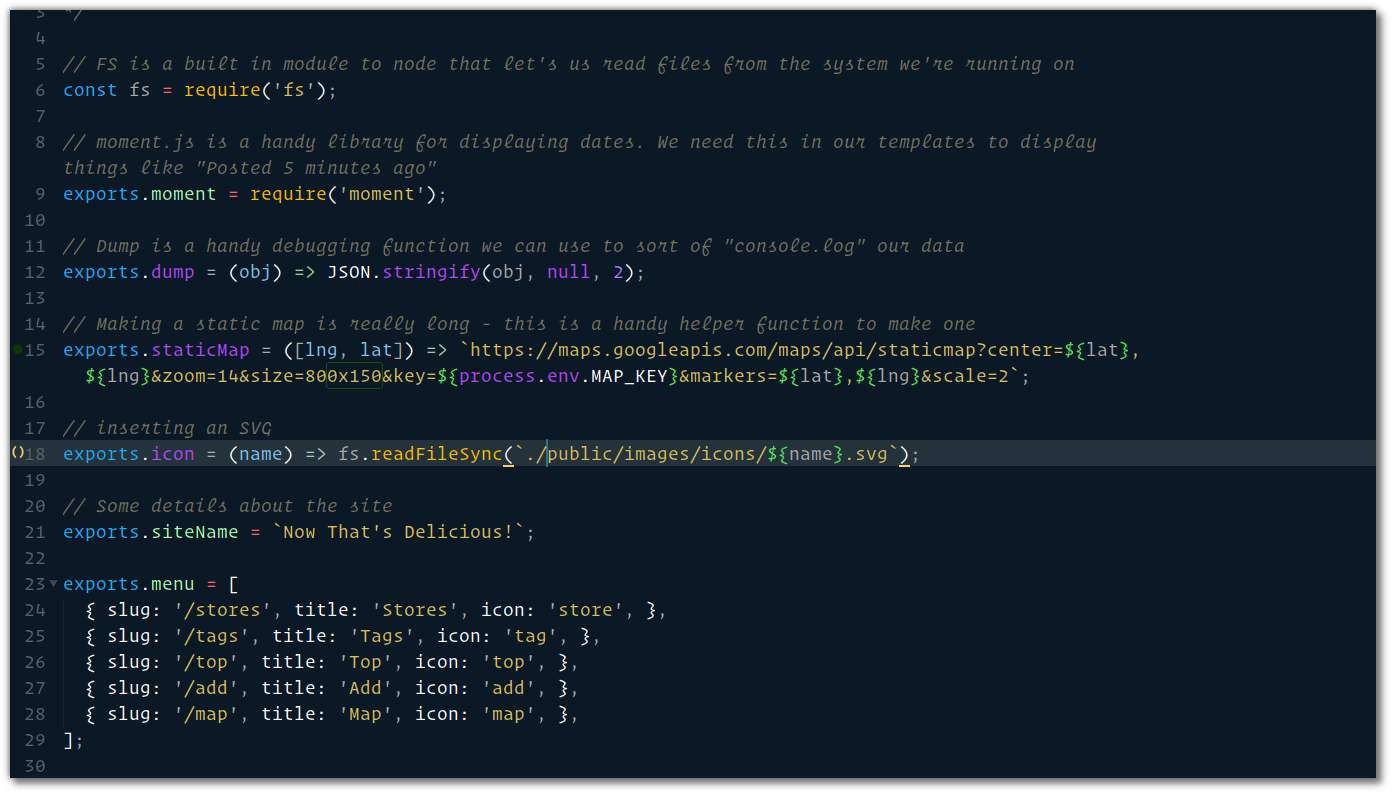 3 */
4
5 // FS is a built in module to node that let's us read files from the system we're running on
6 const fs = require('fs');
7
8 // moment.js is a handy library for displaying dates. We need this in our templates to display
things like "Posted 5 minutes ago"
9 exports.moment = require('moment');
10
11 // Dump is a handy debugging function we can use to sort of "console.log" our data
12 exports.dump = (obj) => JSON.stringify(obj, null, 2);
13
14 // Making a static map is really long - this is a handy helper function to make one
15 exports.staticMap = ([lng, lat]) => `https://maps.googleapis.com/maps/api/staticmap?center=${lat},
${lng}&zoom=14&size=800x150&key=${process.env.MAP_KEY}&markers=${lat},${lng}&scale=2`;
16
17 // inserting an SVG
18 exports.icon = (name) => fs.readFileSync(`./public/images/icons/${name}.svg`);
19
20 // Some details about the site
21 exports.siteName = `Now That's Delicious!`;
22
23 exports.menu = [
24 { slug: '/stores', title: 'Stores', icon: 'store', },
25 { slug: '/tags', title: 'Tags', icon: 'tag', },
26 { slug: '/top', title: 'Top', icon: 'top', },
27 { slug: '/add', title: 'Add', icon: 'add', },
28 { slug: '/map', title: 'Map', icon: 'map', },
29 ];
30